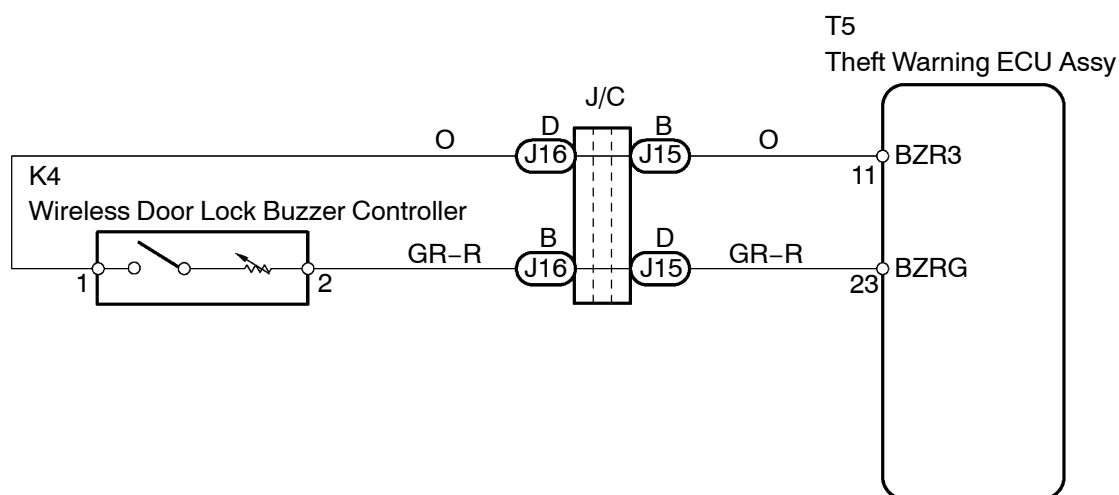 T5
Theft Warning ECU Assy
J/C
O
D
J16
B
J15
O
11
BZR3
K4
Wireless Door Lock Buzzer Controller
1
2
GR-R
B
J16
D
J15
GR-R
23
BZRG